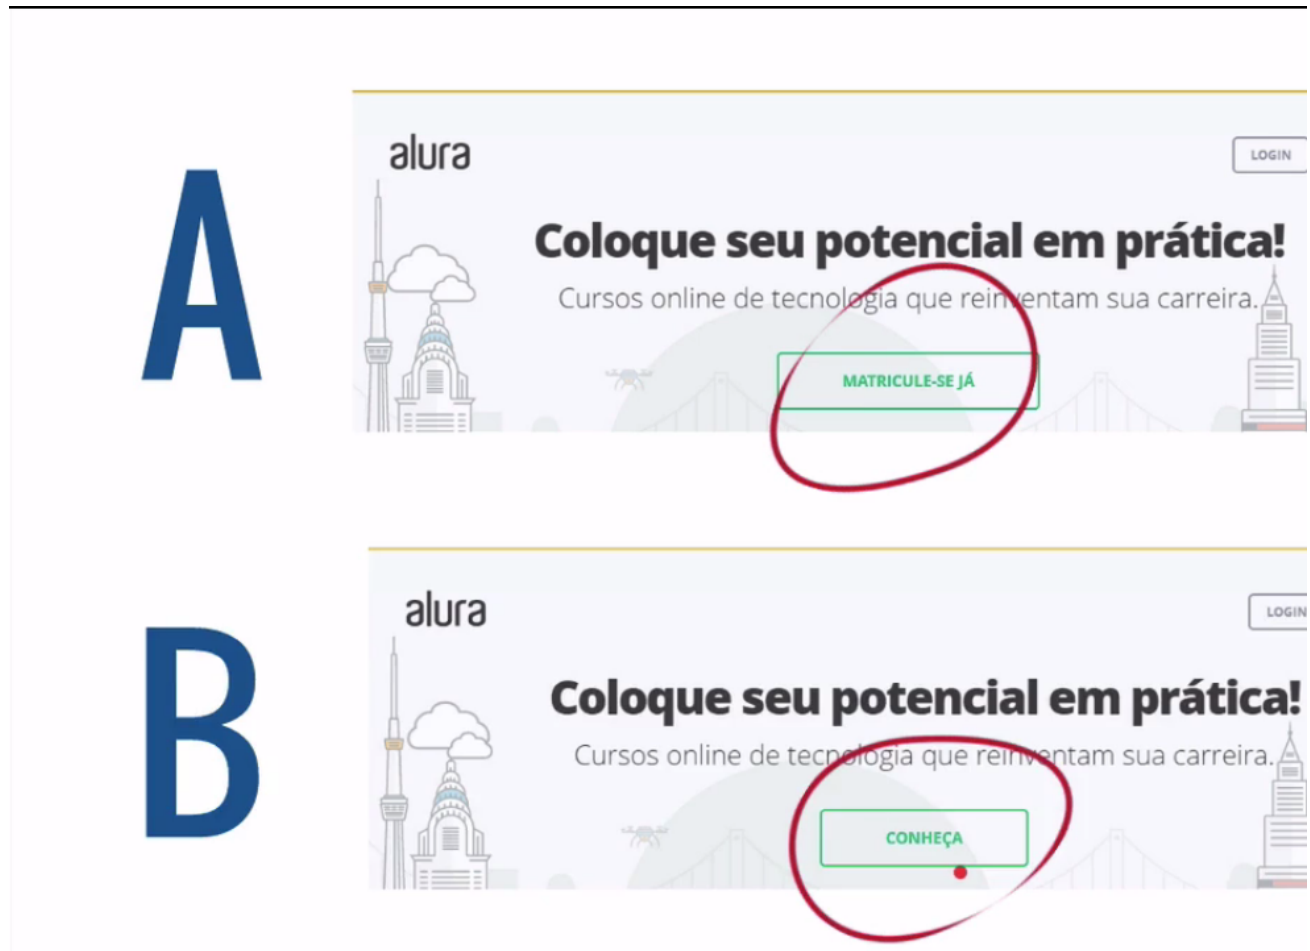 A
alura
LOGIN
Coloque seu potencial em prática!
Cursos online de tecnologia que reinventam sua carreira.
MATRICULE-SE JÁ
B
alura
LOGIN
Coloque seu potencial em prática!
Cursos online de tecnologia que reinventam sua carreira.
CONHEÇA